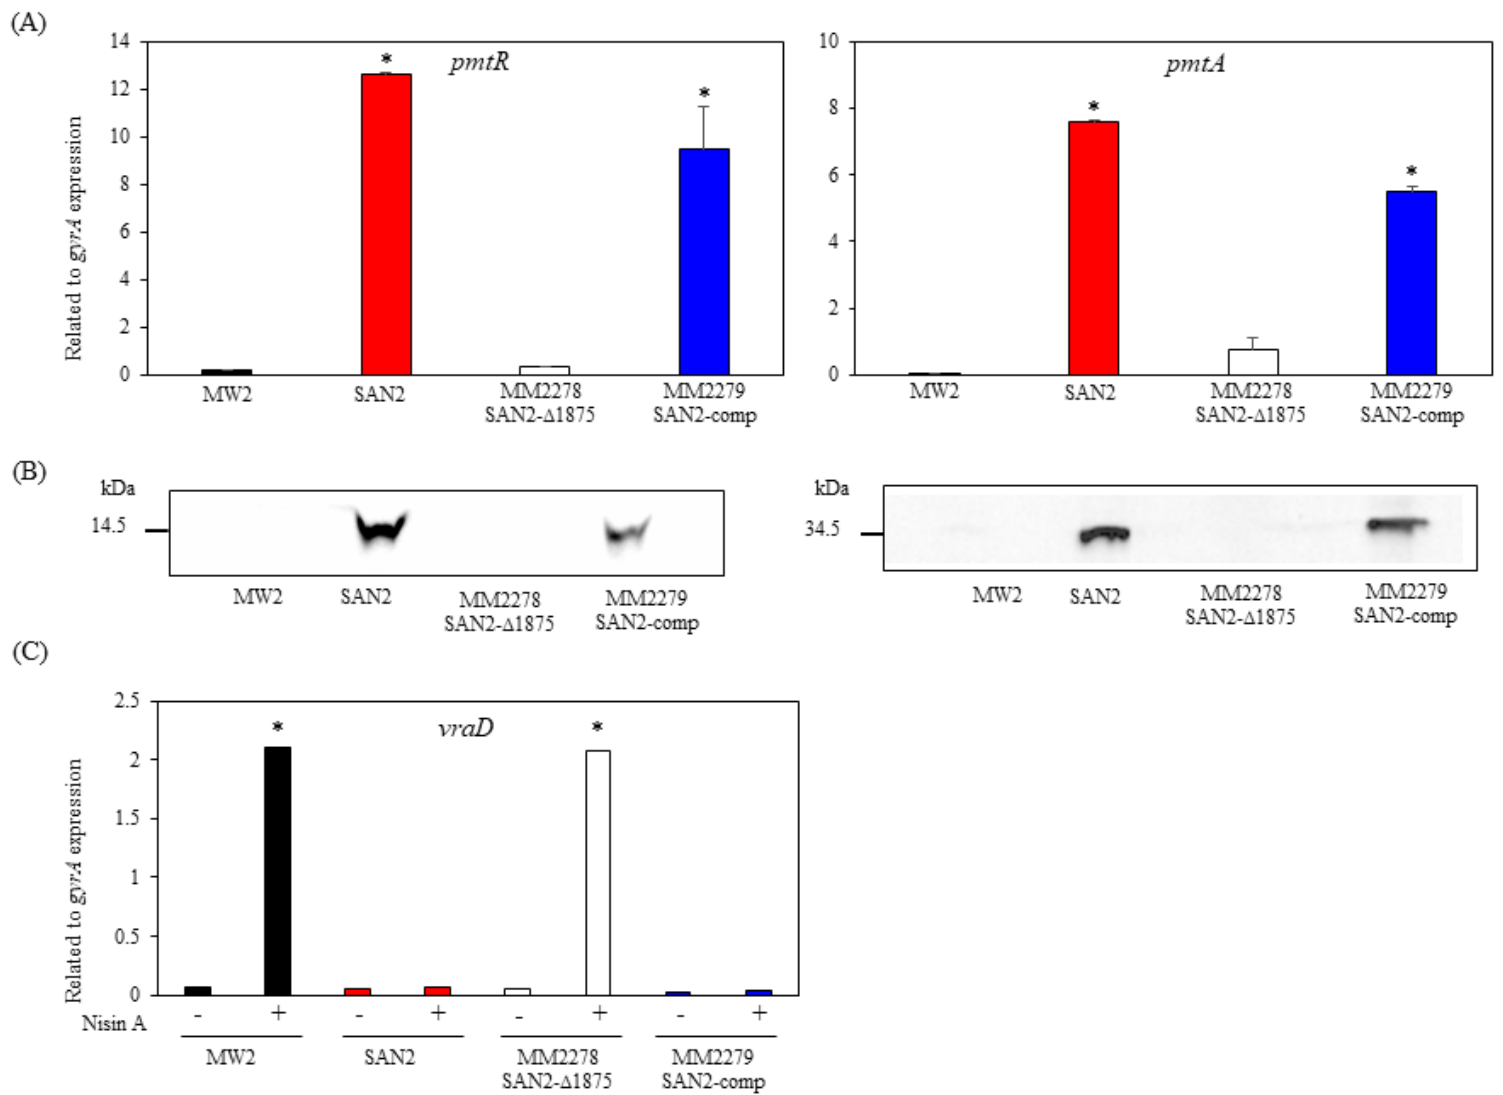 (A)
14
12
10
8
6
4
2
0
Related to gyrA expression
*
pmtR
*
MW2
SAN2
MM2278
SAN2-Δ1875
MM2279
SAN2-comp
10
8
6
4
2
0
pmtA
*
*
MW2
SAN2
MM2278
SAN2-Δ1875
MM2279
SAN2-comp
(B)
kDa
14.5
MW2
SAN2
MM2278
SAN2-Δ1875
MM2279
SAN2-comp
kDa
34.5
MW2
SAN2
MM2278
SAN2-Δ1875
MM2279
SAN2-comp
(C)
2.5
2
1.5
1
0.5
0
Related to gyrA expression
*
vraD
*
Nisin A - + - + - + - +
MW2
SAN2
MM2278
SAN2-Δ1875
MM2279
SAN2-comp